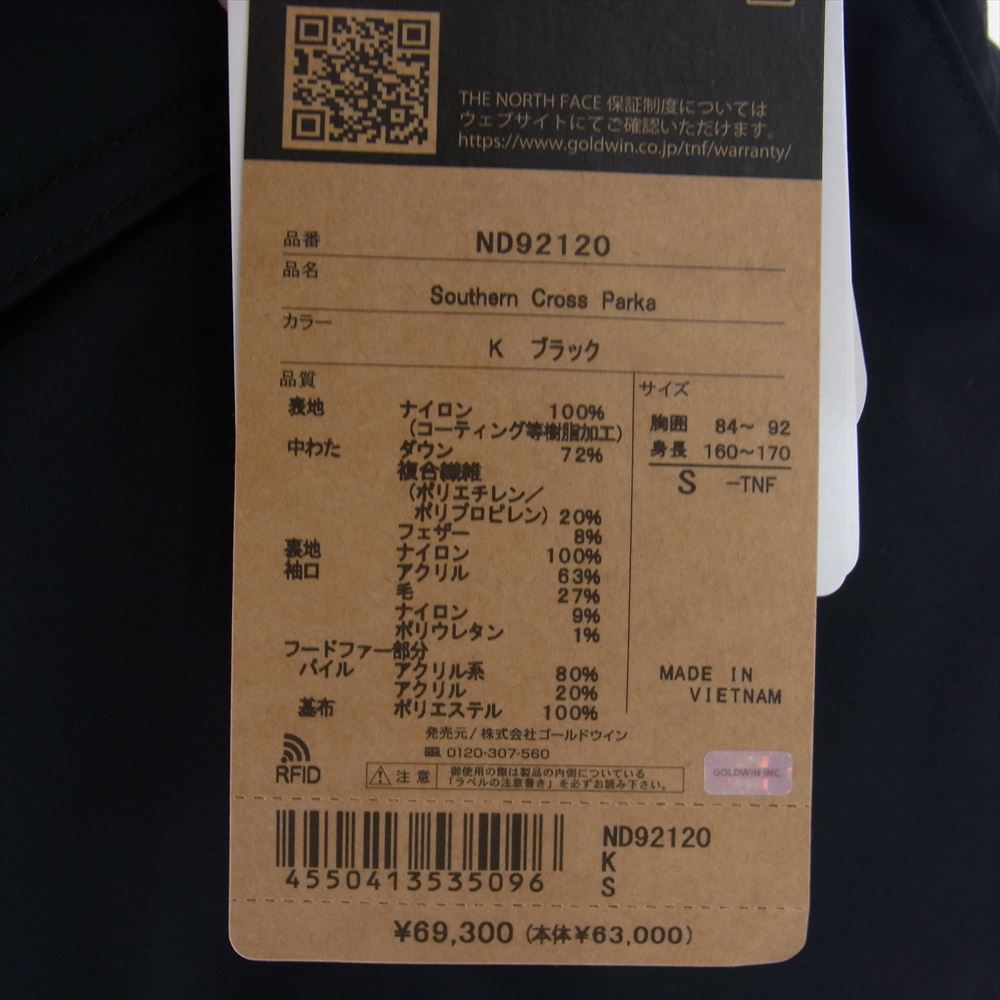 THE NORTH FACE 保証制度については
ウェブサイトにてご確認いただけます。
https://www.goldwin.co.jp/tnf/warranty/
品番 ND92120
品名
Southern Cross Parka
カラー
K ブラック
品質
表地 ナイロン 100%
(コーティング等樹脂加工)
中わた ダウン 72%
複合繊維
(ポリエチレン/
ポリプロピレン) 20%
フェザー 8%
裏地 ナイロン 100%
袖口 アクリル 63%
毛 27%
ナイロン 9%
ポリウレタン 1%
フードファー部分
パイル アクリル系 80%
アクリル 20%
基布 ポリエステル 100%
サイズ
胸囲 84～ 92
身長 160～170
S -TNF
MADE IN
VIETNAM
発売元/株式会社ゴールドウイン
0120-307-560
RFID
注意
御使用の際は製品の内側についている
「ラベルの注意書き」を必ずお読み下さい。
GOLDWIN INC.
4550413535096
ND92120
K
S
¥69,300 (本体¥63,000)